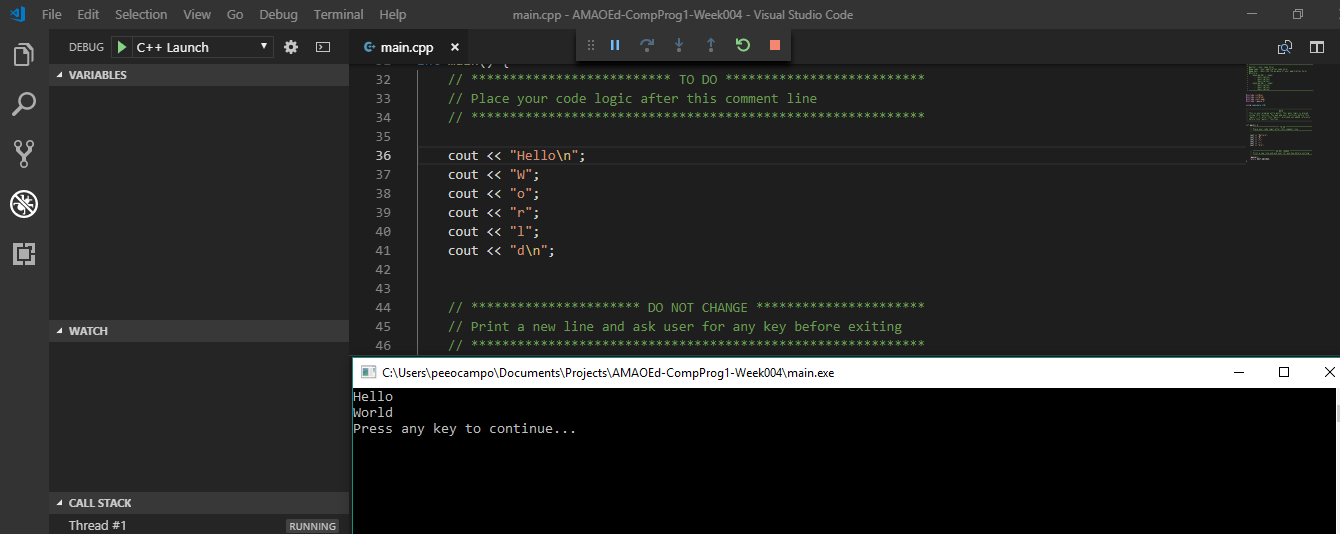 File Edit Selection View Go Debug Terminal Help
main.cpp - AMAOEd-CompProg1-Week004 - Visual Studio Code
DEBUG C++ Launch
VARIABLES
WATCH
CALL STACK
Thread #1 RUNNING
main.cpp
32 // ************************** TO DO **************************
33 // Place your code logic after this comment line
34 // ***********************************************************
35
36 cout << "Hello\n";
37 cout << "W";
38 cout << "o";
39 cout << "r";
40 cout << "l";
41 cout << "d\n";
42
43
44 // ********************** DO NOT CHANGE **********************
45 // Print a new line and ask user for any key before exiting
46 // ***********************************************************
C:\Users\peeocampo\Documents\Projects\AMAOEd-CompProg1-Week004\main.exe
Hello
World
Press any key to continue...